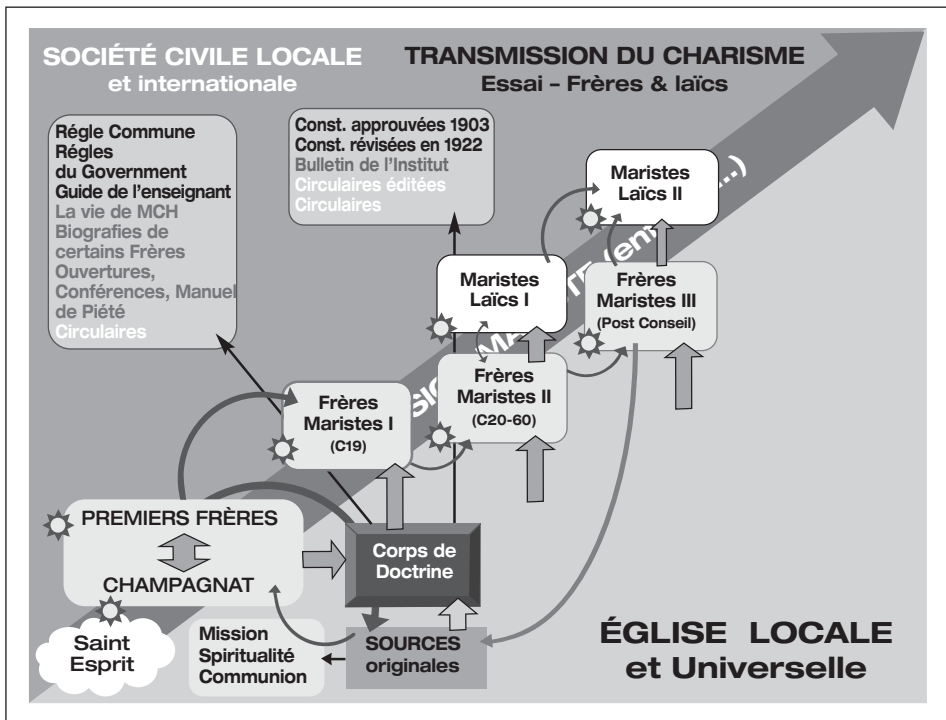 SOCIÉTÉ CIVILE LOCALE
et internationale
TRANSMISSION DU CHARISME
Essai – Frères & laïcs
Régle Commune
Régles
du Government
Guide de l'enseignant
La vie de MCH
Biografies de
certains Frères
Ouvertures,
Conférences, Manuel
de Piété
Circulaires
Const. approuvées 1903
Const. révisées en 1922
Bulletin de l'Institut
Circulaires éditées
Circulaires
Maristes
Laïcs II
Maristes
Laïcs I
Frères
Maristes III
(Post Conseil)
Frères
Maristes II
(C20-60)
Frères
Maristes I
(C19)
PREMIERS FRÈRES
CHAMPAGNAT
Corps de
Doctrine
Saint
Esprit
Mission
Spiritualité
Communion
SOURCES
originales
ÉGLISE LOCALE
et Universelle